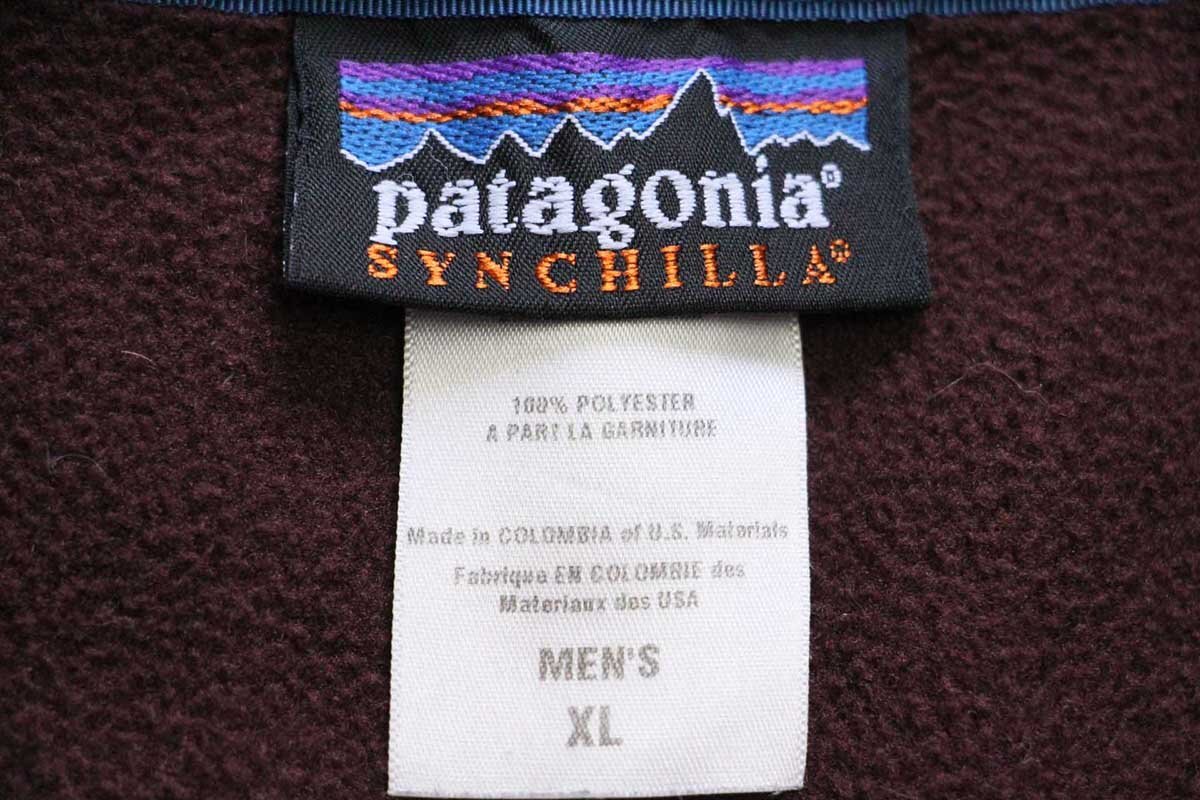 patagonia®
SYNCHILLA®
100% POLYESTER
A PART LA GARNITURE
Made in COLOMBIA of U.S. Materials
Fabrique EN COLOMBIE des
Materiaux des USA
MEN'S
XL